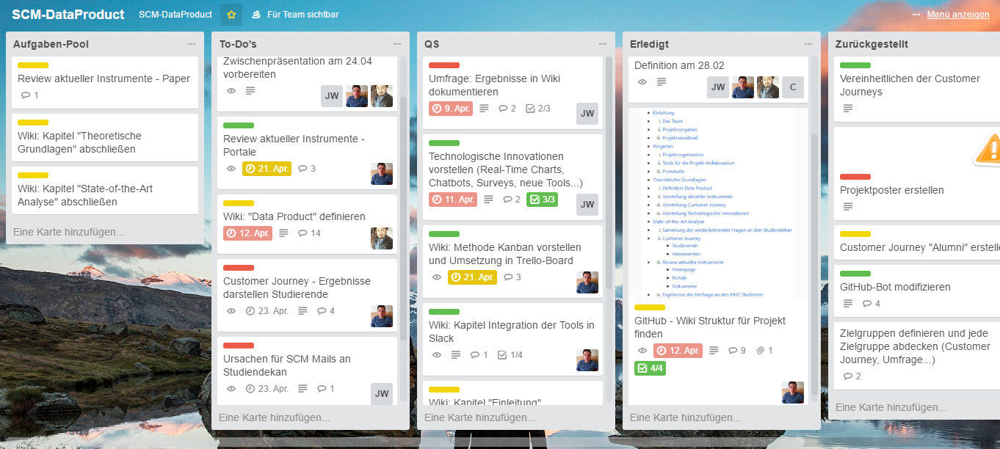 SCM-DataProduct SCM-DataProduct Für Team sichtbar ··· Menü anzeigen
Aufgaben-Pool ···
Review aktueller Instrumente - Paper
1
Wiki: Kapitel "Theoretische
Grundlagen" abschließen
Wiki: Kapitel "State-of-the-Art
Analyse" abschließen
Eine Karte hinzufügen...
To-Do's ···
Zwischenpräsentation am 24.04
vorbereiten
JW
Review aktueller Instrumente -
Portale
21. Apr. 3
Wiki: "Data Product" definieren
12. Apr. 14
Customer Journey - Ergebnisse
darstellen Studierende
23. Apr. 4
Ursachen für SCM Mails an
Studiendekan
23. Apr. 1
JW
Eine Karte hinzufügen...
QS ···
Umfrage: Ergebnisse in Wiki
dokumentieren
9. Apr. 2 2/3
JW
Technologische Innovationen
vorstellen (Real-Time Charts,
Chatbots, Surveys, neue Tools...)
11. Apr. 2 3/3
JW
Wiki: Methode Kanban vorstellen
und Umsetzung in Trello-Board
21. Apr. 3
Wiki: Kapitel Integration der Tools in
Slack
1 1/4
Wiki: Kapitel "Einleitung"
Eine Karte hinzufügen...
Erledigt ···
Definition am 28.02
JW C
Einleitung
i. Das Team
ii. Projektvorgaben
iii. Projektsteckbrief
Vorgehen
i. Projektorganisation
ii. Tools für die Projekt-Kollaboration
iii. Protokolle
Theoretische Grundlagen
i. Definition Data Product
ii. Vorstellung aktueller Instrumente
iii. Vorstellung Customer Journey
iv. Vorstellung Technologische Innovationen
State-of-the-Art Analyse
i. Sammlung der wiederkehrender Fragen an den Studiendekan
ii. Customer Journey
Studierende
Interessenten
iii. Review aktueller Instrumente
Homepage
Portale
Dokumente
iv. Ergebnisse der Umfrage an den HHZ-Studenten
GitHub - Wiki Struktur für Projekt
finden
12. Apr. 9 1
4/4
Eine Karte hinzufügen...
Zurückgestellt
Vereinheitlichen der Customer
Journeys
Projektposter erstellen
Customer Journey "Alumni" erstelle
GitHub-Bot modifizieren
4
Zielgruppen definieren und jede
Zielgruppe abdecken (Customer
Journey, Umfrage...)
2
Eine Karte hinzufügen...